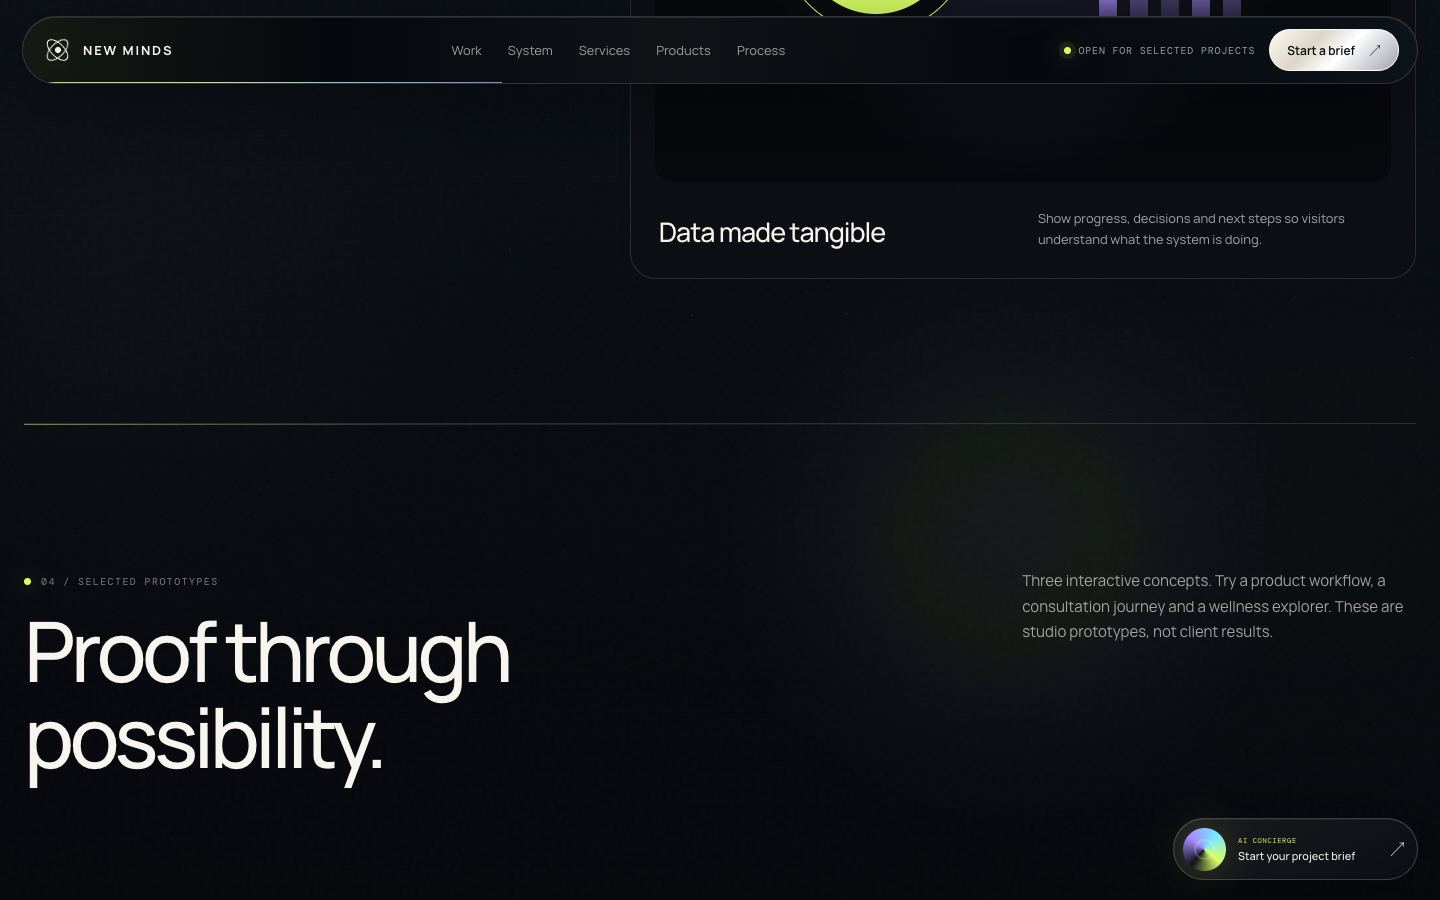 NEW MINDS
Work
System
Services
Products
Process
OPEN FOR SELECTED PROJECTS
Start a brief
Data made tangible
Show progress, decisions and next steps so visitors
understand what the system is doing.
04 / SELECTED PROTOTYPES
Proof through
possibility.
Three interactive concepts. Try a product workflow, a
consultation journey and a wellness explorer. These are
studio prototypes, not client results.
AI CONCIERGE
Start your project brief